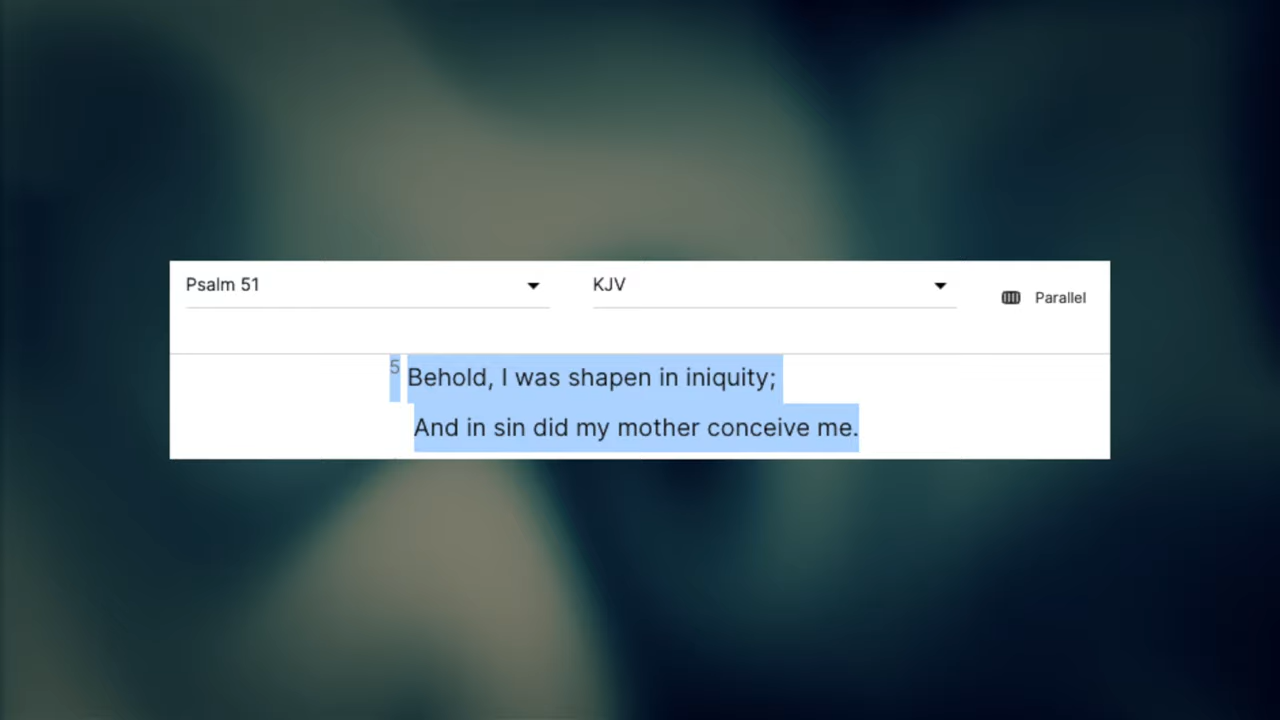 Psalm 51
KJV
Parallel
5 Behold, I was shapen in iniquity;
And in sin did my mother conceive me.